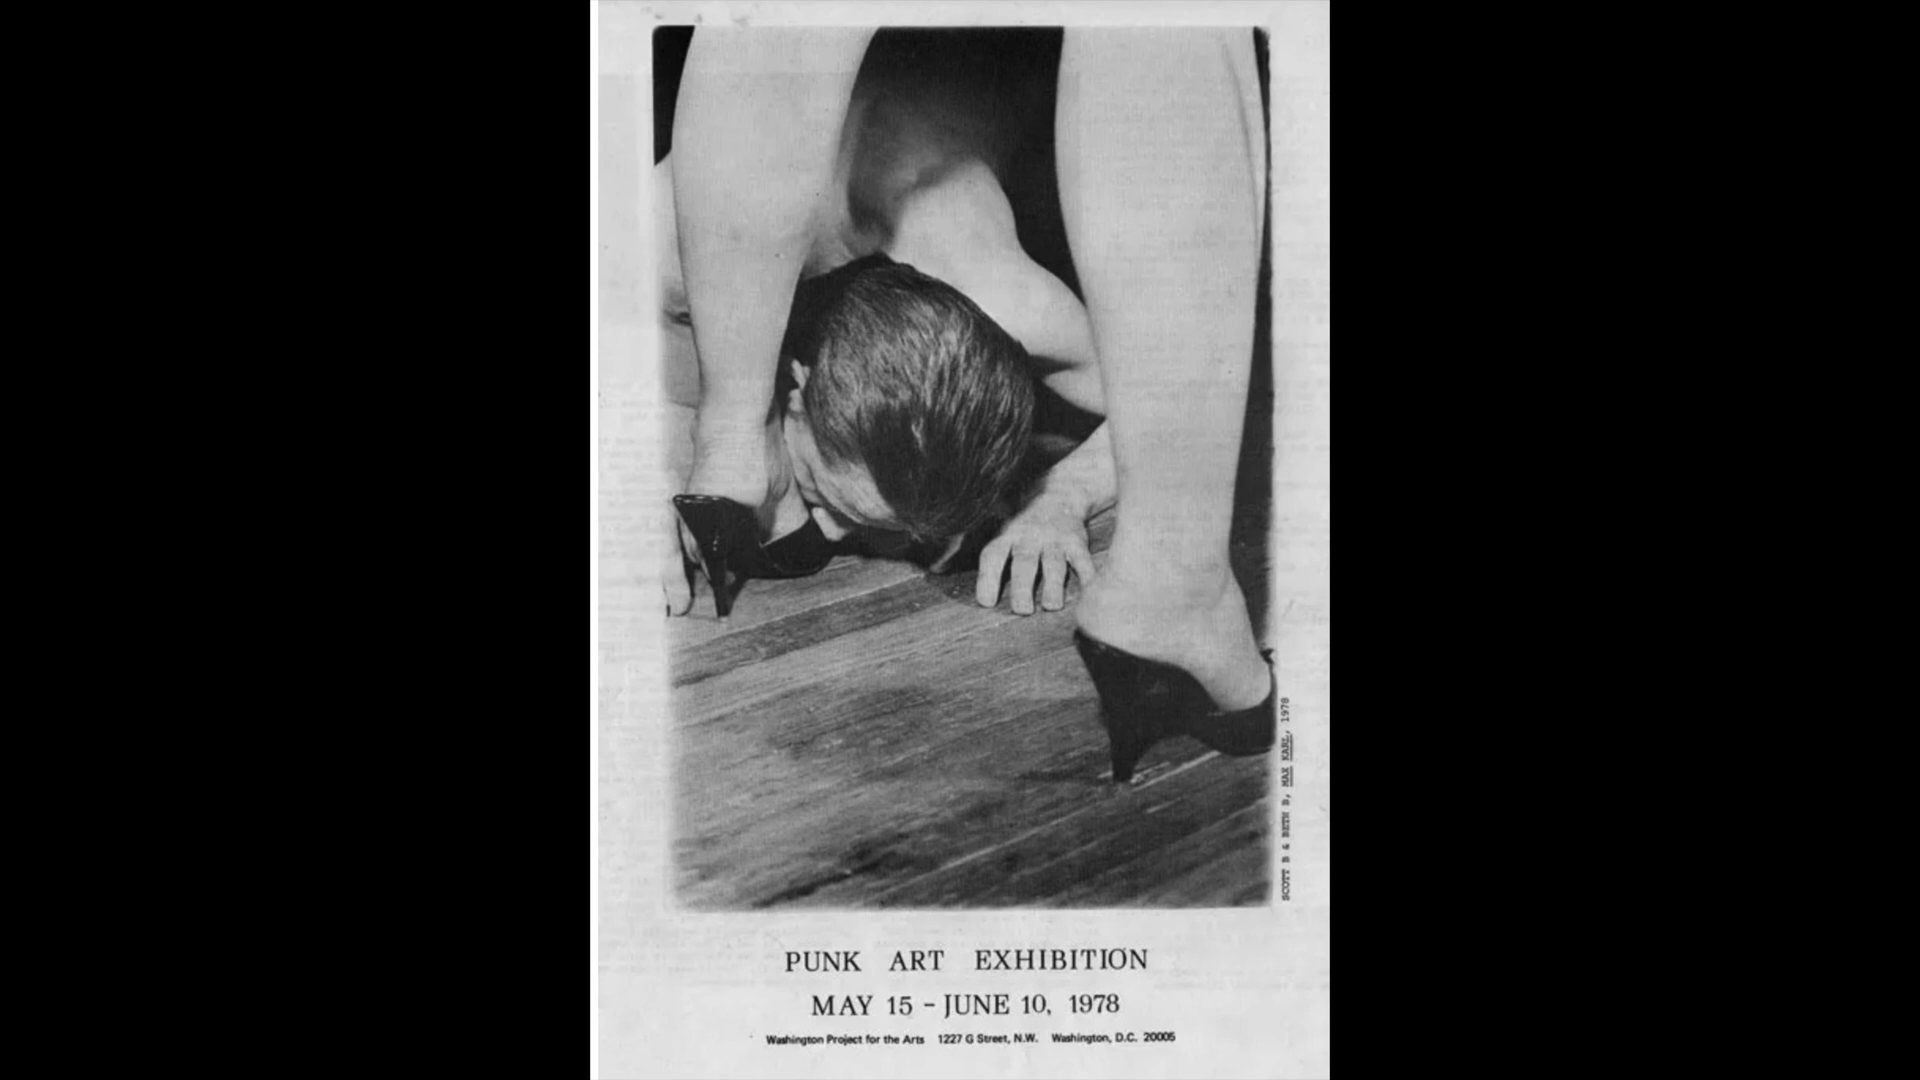 SCOTT B & BETH B, MAX KARL, 1978
PUNK ART EXHIBITION
MAY 15 - JUNE 10, 1978
Washington Project for the Arts 1227 G Street, N.W. Washington, D.C. 20005